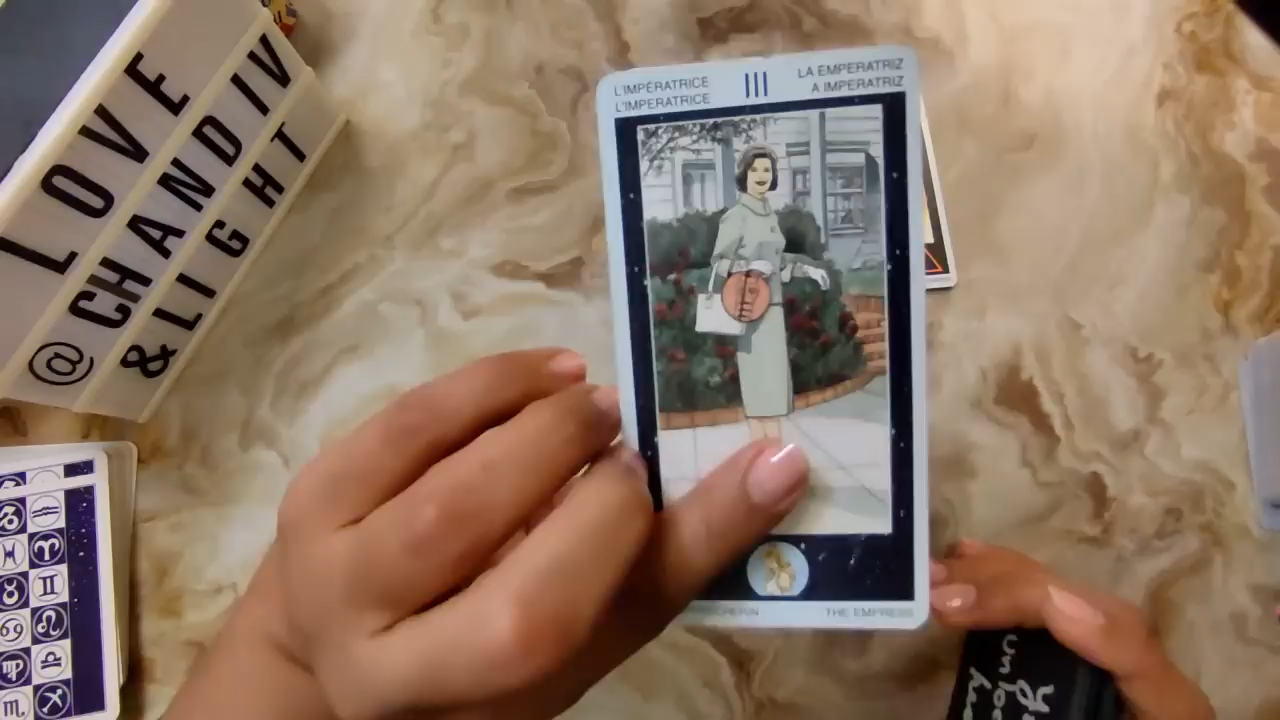 LOVE
@CHANDIV
& LIGHT
L'IMPÉRATRICE
L'IMPERATRICE
III
LA EMPERATRIZ
A IMPERATRIZ
THE EMPRESS